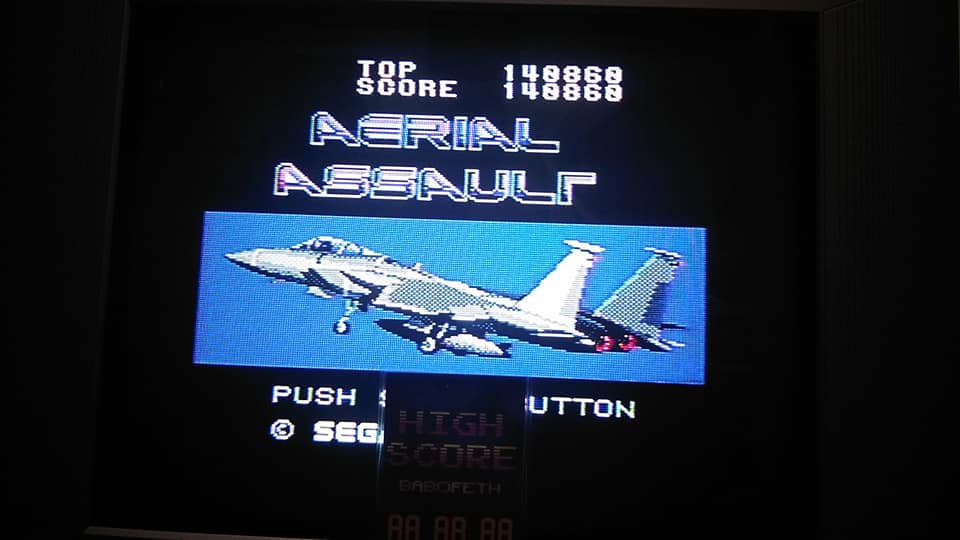 TOP 140860
SCORE 140860
AERIAL
ASSAULT
PUSH S UTTON
© SEG
HIGH
SCORE
BABOFETH